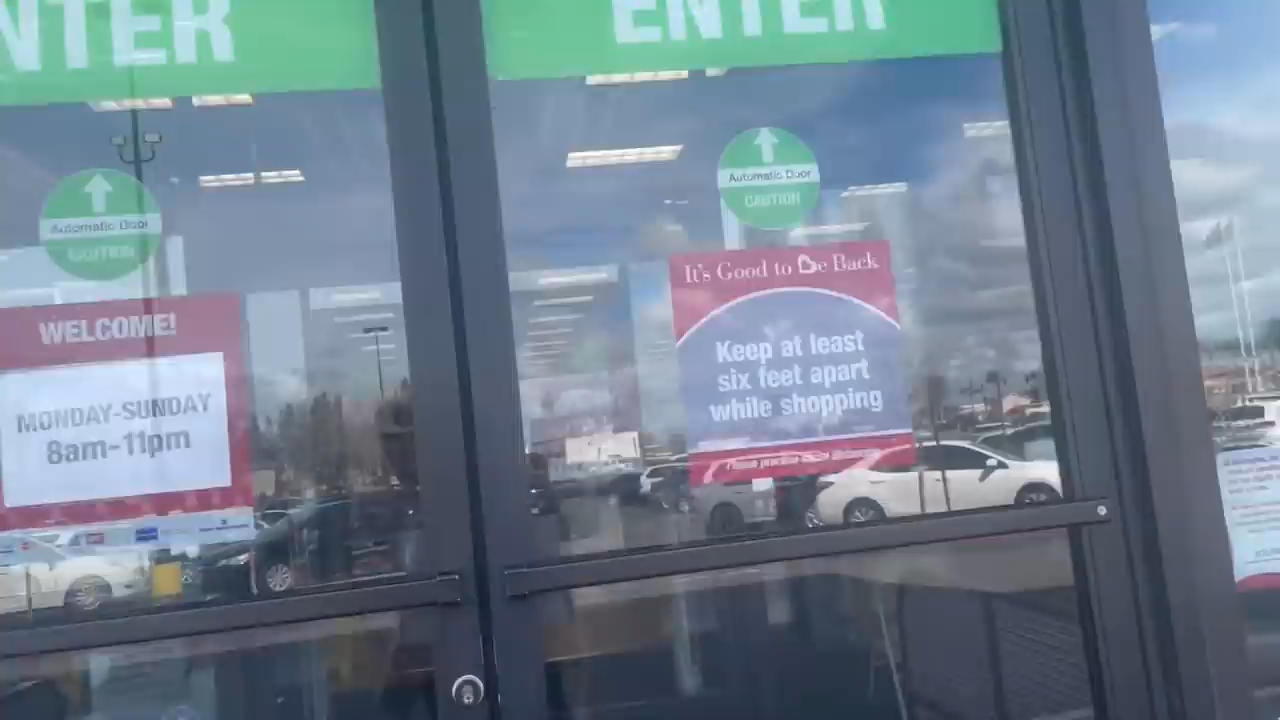 NTER
ENTER
Automatic Door
CAUTION
Automatic Door
CAUTION
WELCOME!
MONDAY-SUNDAY
8am-11pm
It's Good to Be Back
Keep at least
six feet apart
while shopping